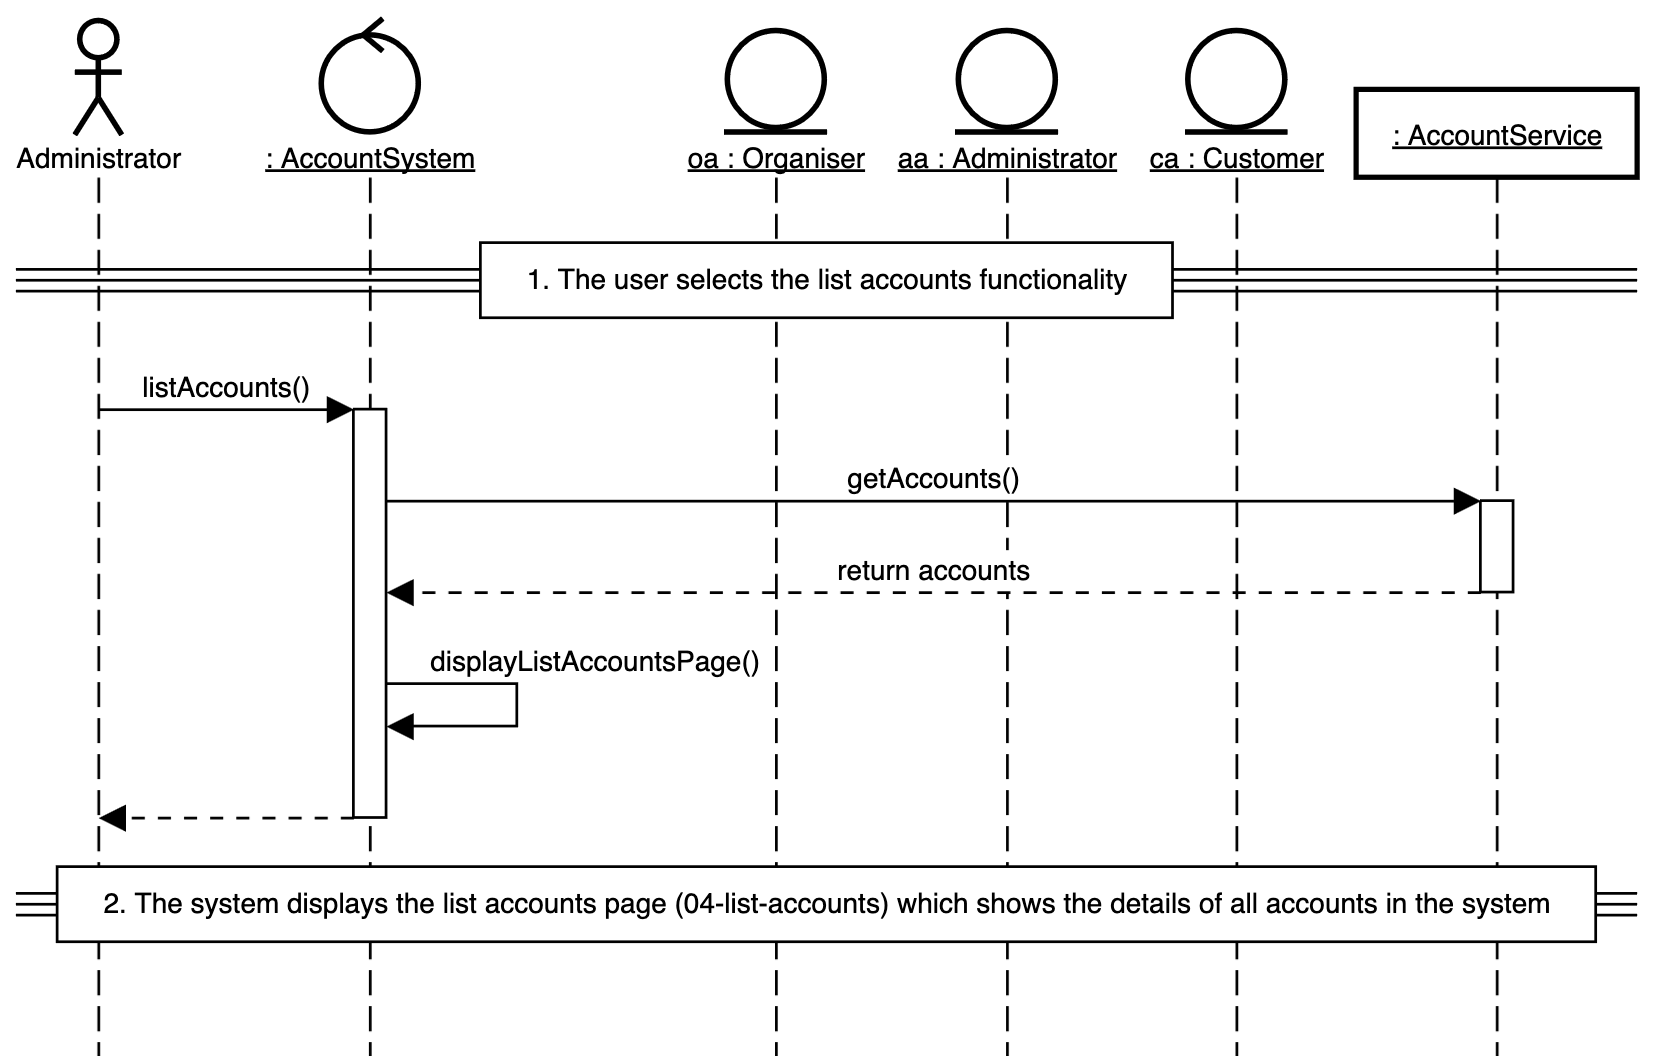 Administrator
: AccountSystem
oa : Organiser
aa : Administrator
ca : Customer
: AccountService
1. The user selects the list accounts functionality
listAccounts()
getAccounts()
return accounts
displayListAccountsPage()
2. The system displays the list accounts page (04-list-accounts) which shows the details of all accounts in the system